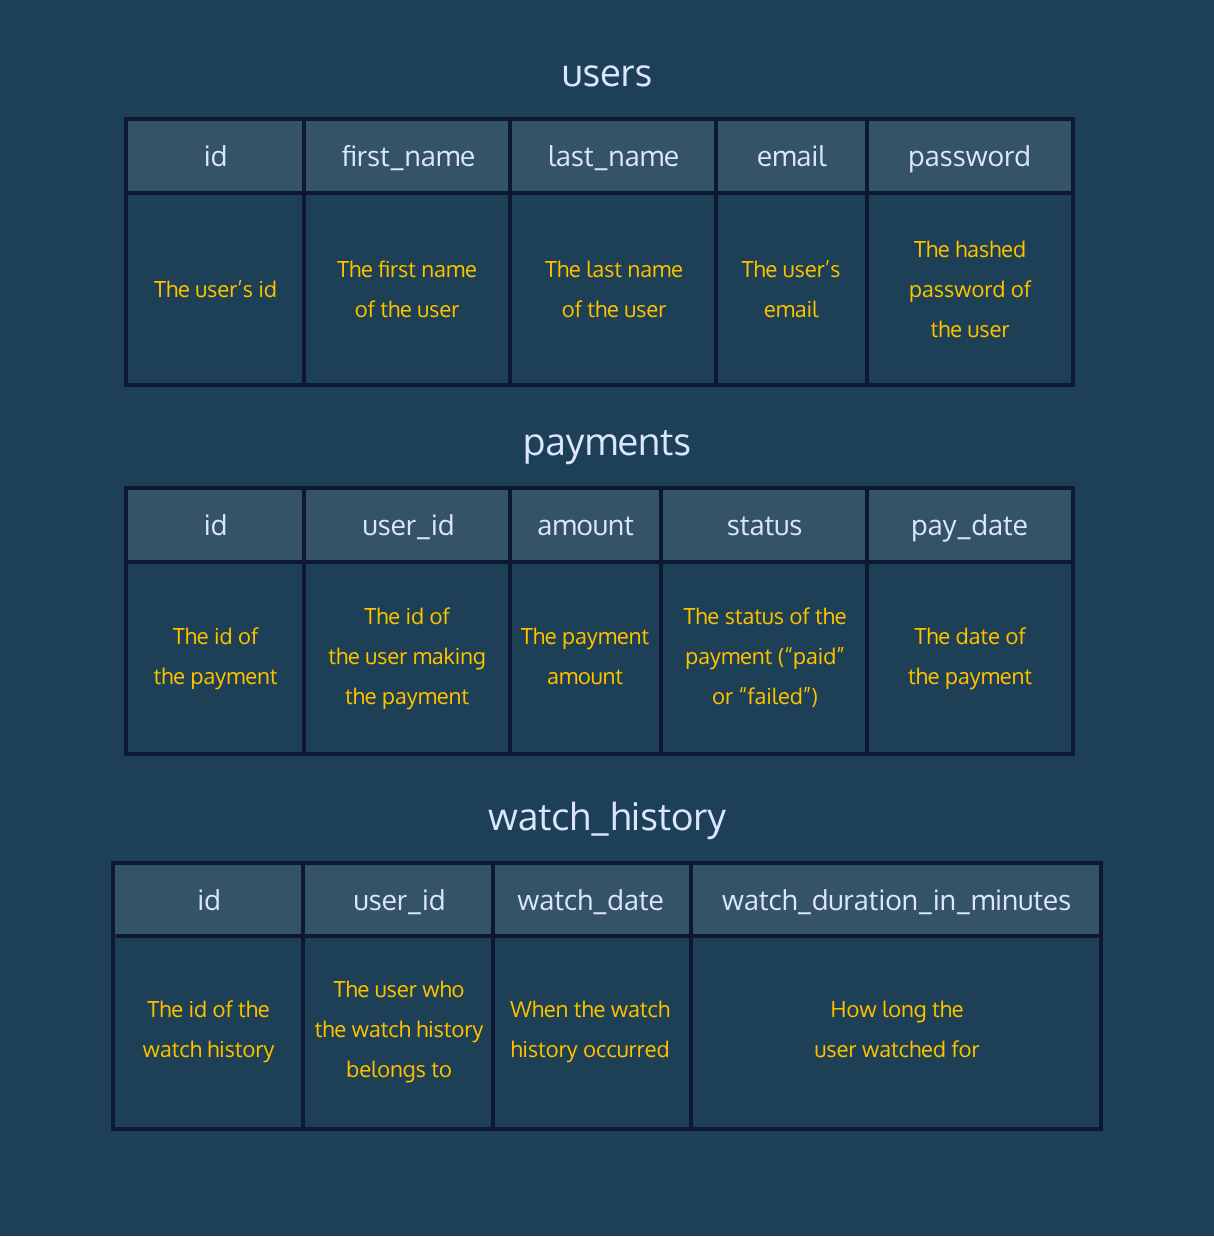 users
id first_name last_name email password
The user’s id
The first name
of the user
The last name
of the user
The user’s
email
The hashed
password of
the user
payments
id user_id amount status pay_date
The id of
the payment
The id of
the user making
the payment
The payment
amount
The status of the
payment (“paid”
or “failed”)
The date of
the payment
watch_history
id user_id watch_date watch_duration_in_minutes
The id of the
watch history
The user who
the watch history
belongs to
When the watch
history occurred
How long the
user watched for